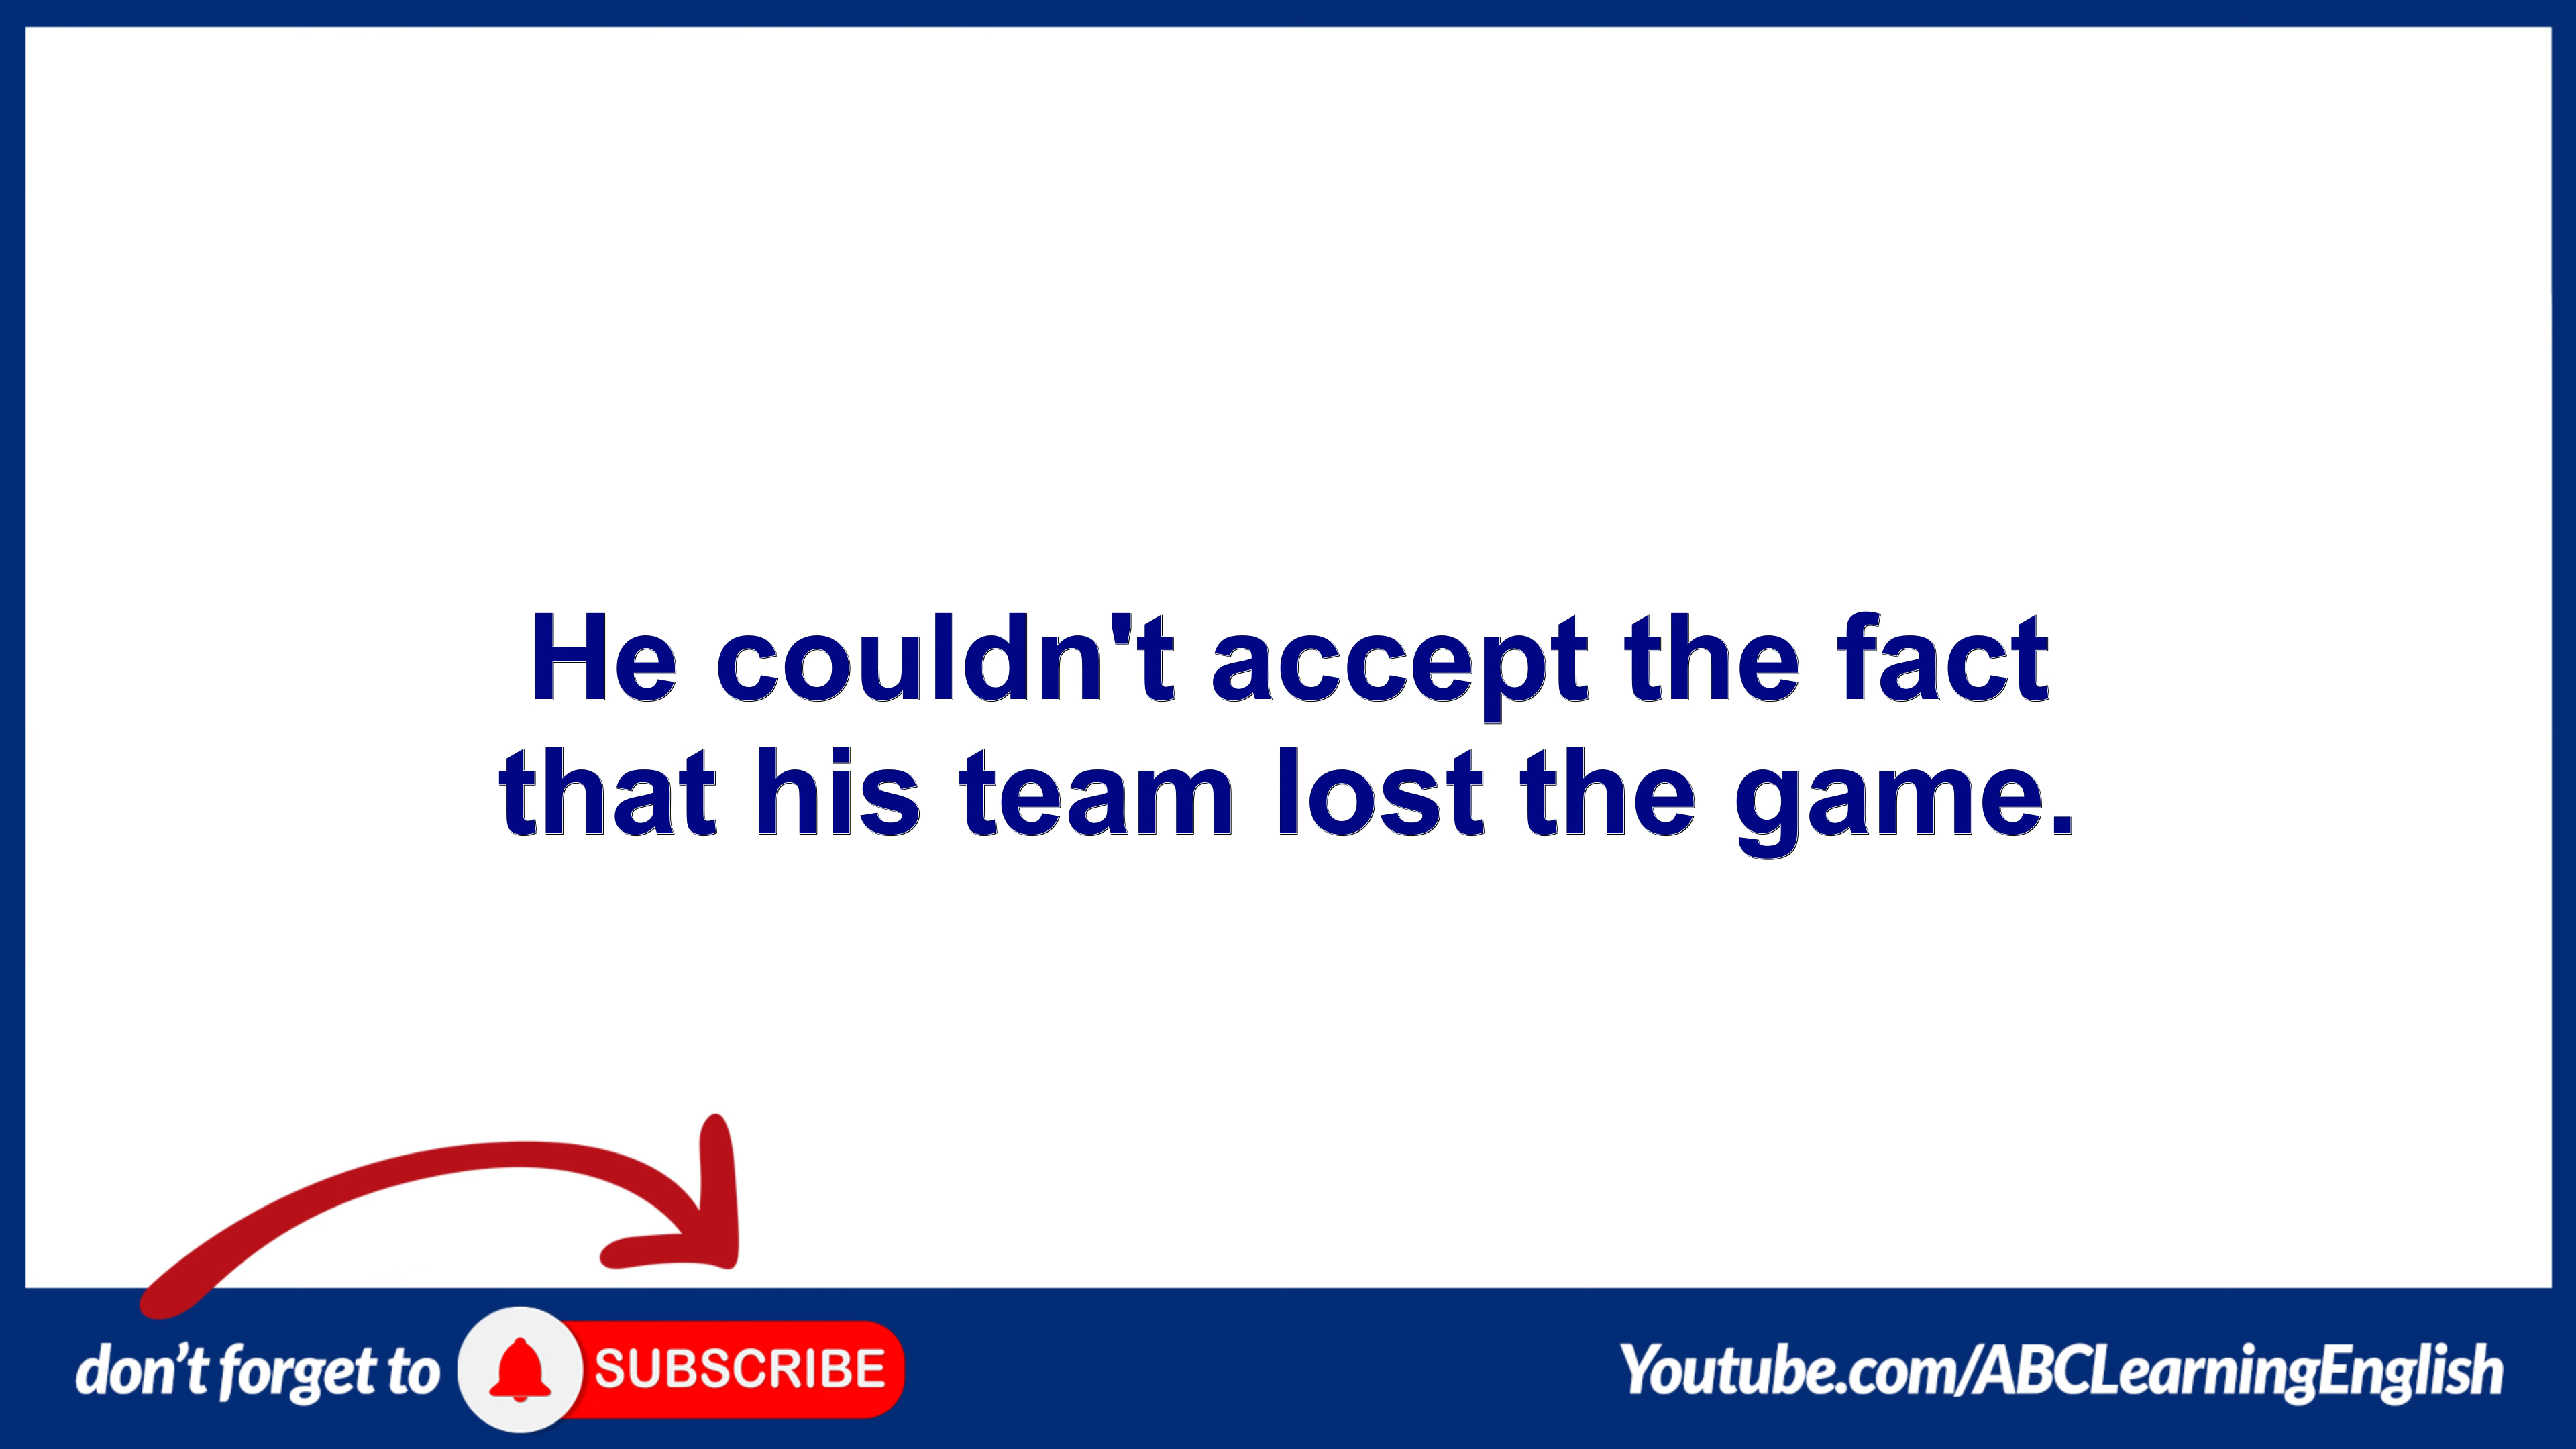 He couldn't accept the fact
that his team lost the game.
don't forget to SUBSCRIBE
Youtube.com/ABCLearningEnglish